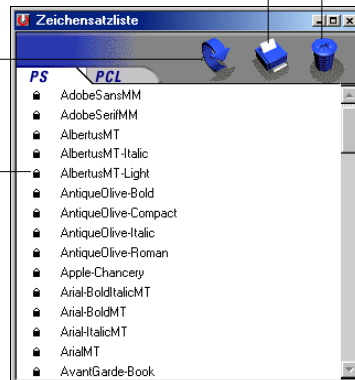 Zeichensatzliste
PS PCL
AdobeSansMM
AdobeSerifMM
AlbertusMT
AlbertusMT-Italic
AlbertusMT-Light
AntiqueOlive-Bold
AntiqueOlive-Compact
AntiqueOlive-Italic
AntiqueOlive-Roman
Apple-Chancery
Arial-BoldItalicMT
Arial-BoldMT
Arial-ItalicMT
ArialMT
AvantGarde-Book